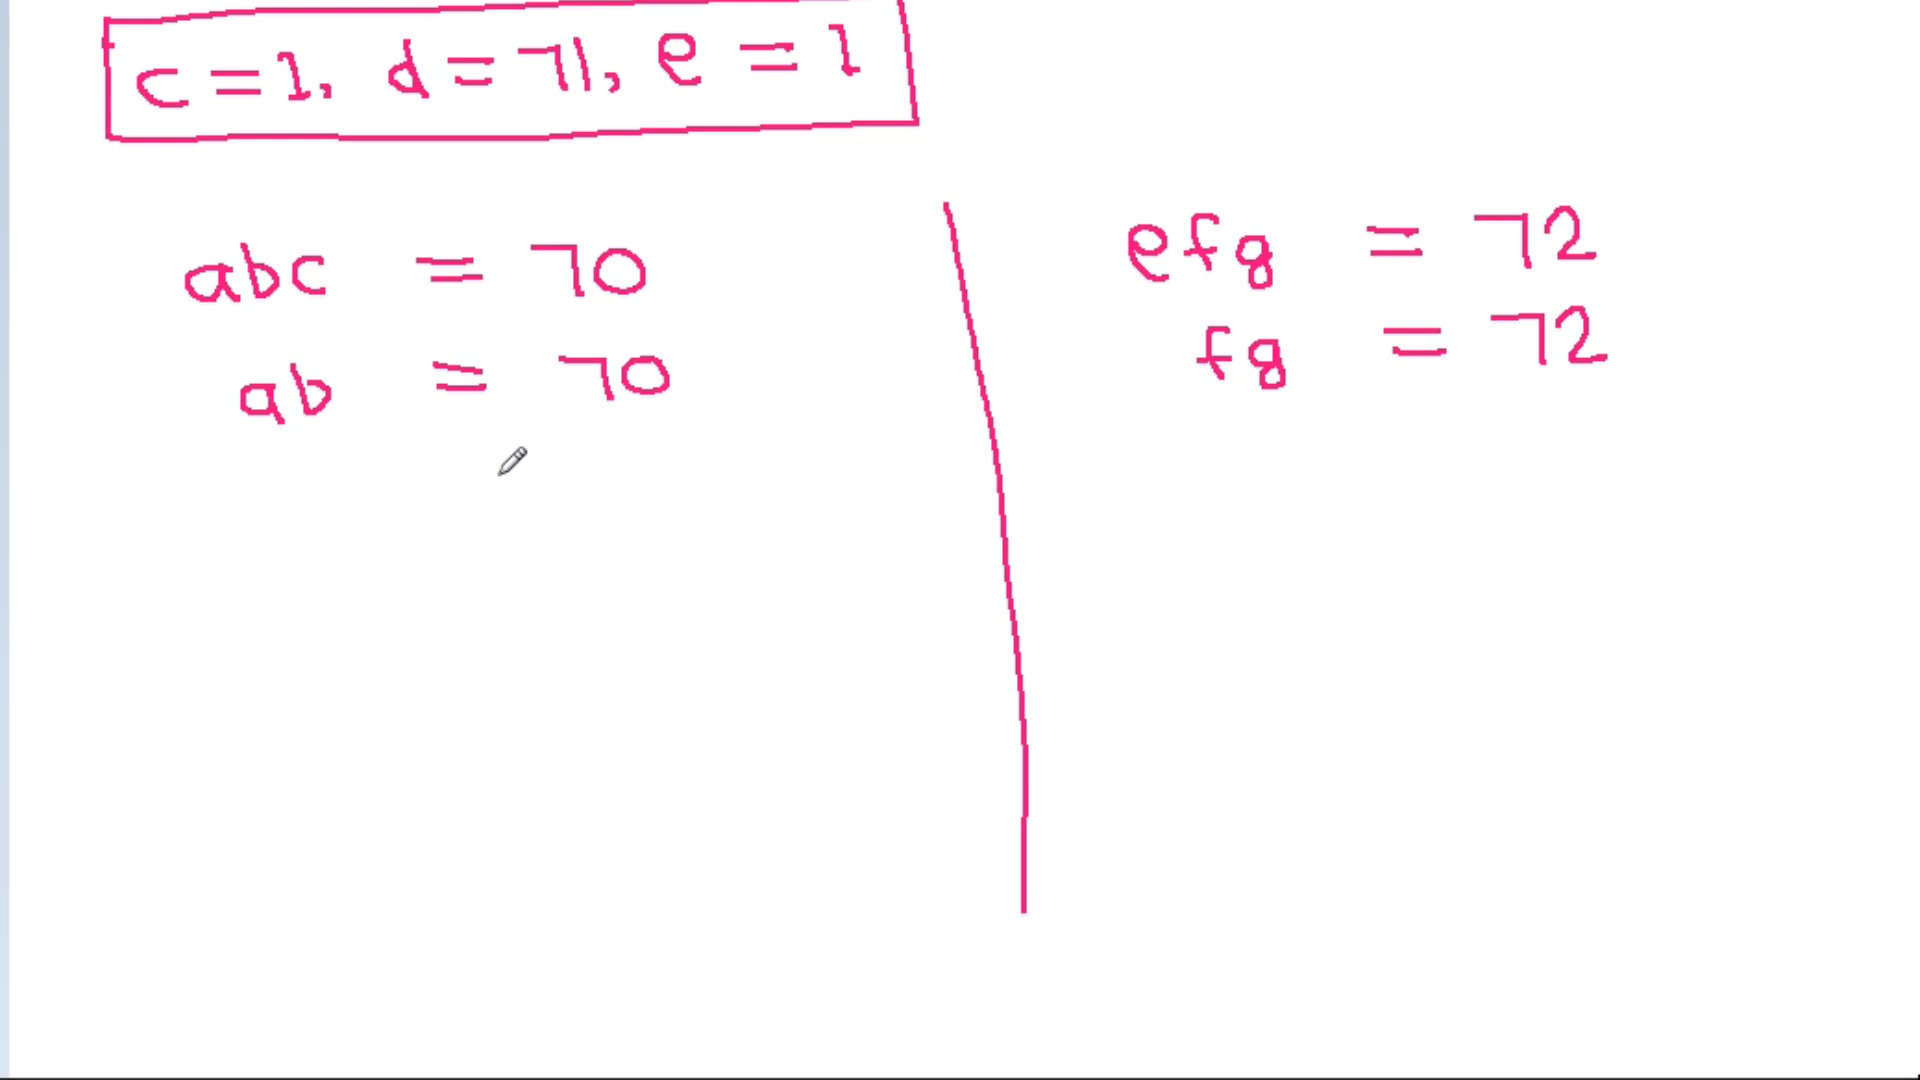 c = 1, d = 71, e = 1
abc = 70
ab = 70
efg = 72
fg = 72